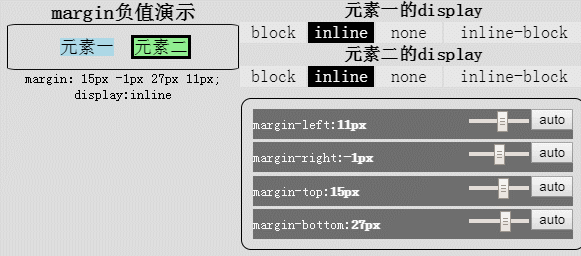 margin负值演示
元素一 元素二
margin: 15px -1px 27px 11px;
display:inline
元素一的display
block inline none inline-block
元素二的display
block inline none inline-block
margin-left:11px auto
margin-right:-1px auto
margin-top:15px auto
margin-bottom:27px auto